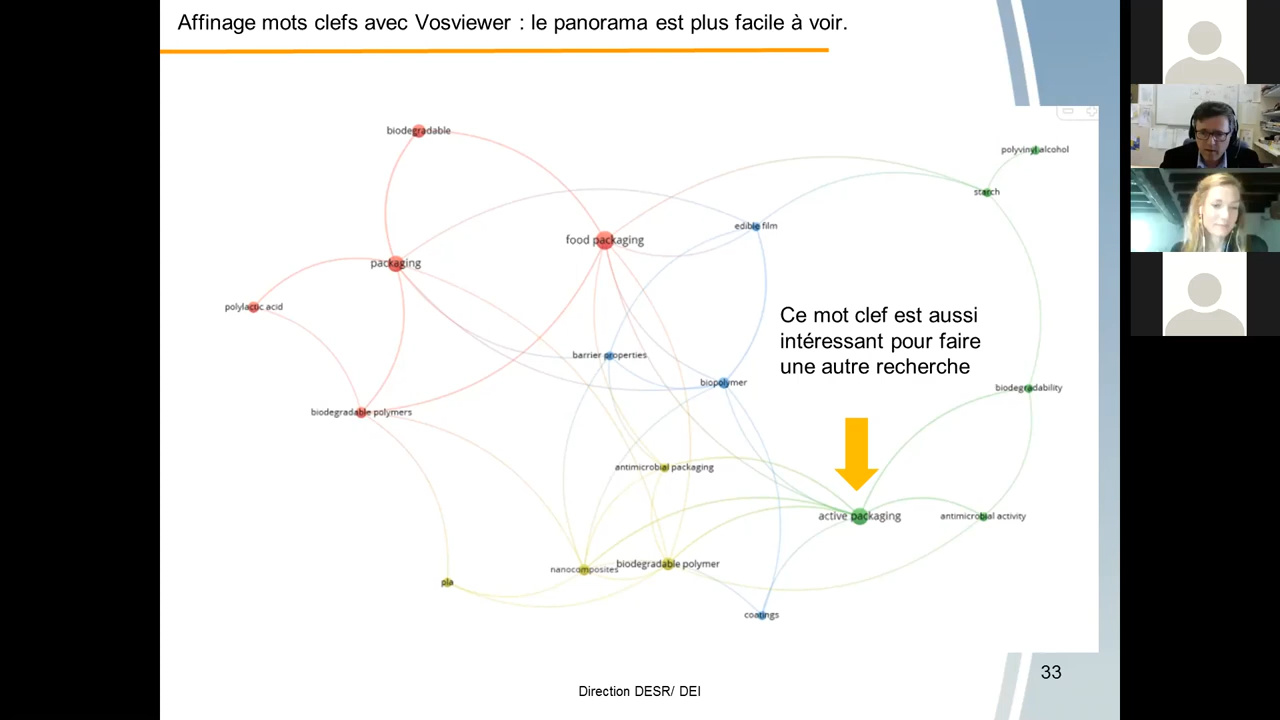 Affinage mots clefs avec Vosviewer : le panorama est plus facile à voir.
biodegradable
polyvinyl alcohol
starch
edible film
food packaging
packaging
polylactic acid
Ce mot clef est aussi
intéressant pour faire
une autre recherche
barrier properties
biopolymer
biodegradability
biodegradable polymers
antimicrobial packaging
active packaging
antimicrobial activity
biodegradable polymer
nanocomposites
pla
coatings
33
Direction DESR/ DEI